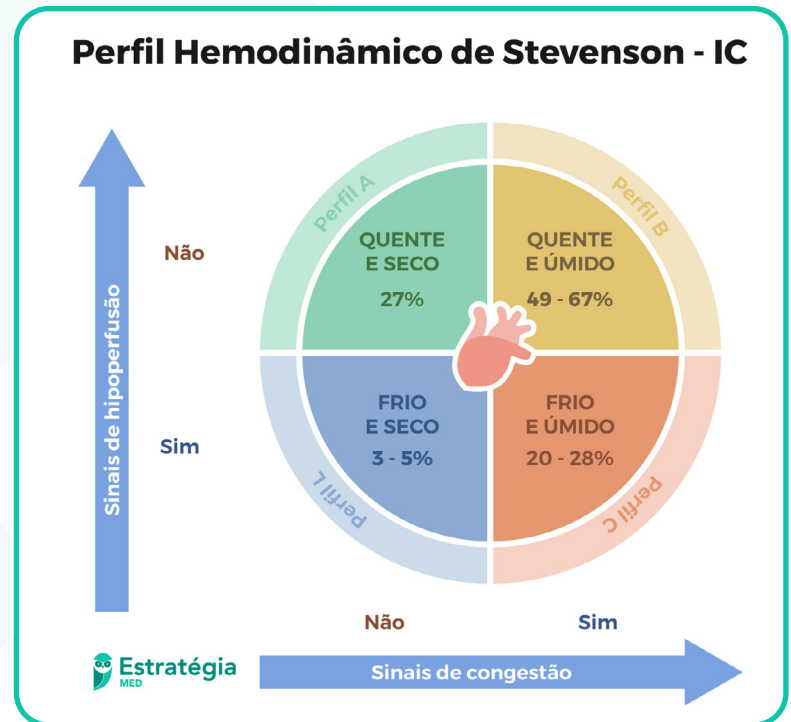 Perfil Hemodinâmico de Stevenson - IC
Sinais de hipoperfusão
Não
Sim
Perfil A
QUENTE
E SECO
27%
Perfil B
QUENTE
E ÚMIDO
49 - 67%
Perfil L
FRIO
E SECO
3 - 5%
Perfil C
FRIO
E ÚMIDO
20 - 28%
Não
Sim
Sinais de congestão
Estratégia
MED